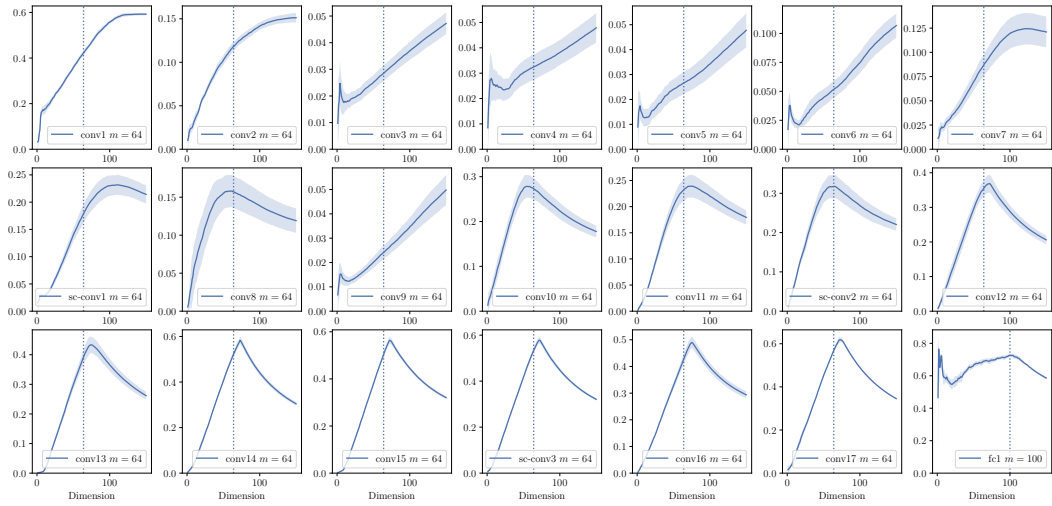 0.6 0.4 0.2 0.0 0 100 conv1 m = 64
0.15 0.10 0.05 0.00 0 100 conv2 m = 64
0.05 0.04 0.03 0.02 0.01 0.00 0 100 conv3 m = 64
0.05 0.04 0.03 0.02 0.01 0.00 0 100 conv4 m = 64
0.05 0.04 0.03 0.02 0.01 0.00 0 100 conv5 m = 64
0.100 0.075 0.050 0.025 0.000 0 100 conv6 m = 64
0.125 0.100 0.075 0.050 0.025 0.000 0 100 conv7 m = 64
0.25 0.20 0.15 0.10 0.05 0.00 0 100 sc-conv1 m = 64
0.15 0.10 0.05 0.00 0 100 conv8 m = 64
0.05 0.04 0.03 0.02 0.01 0.00 0 100 conv9 m = 64
0.3 0.2 0.1 0.0 0 100 conv10 m = 64
0.25 0.20 0.15 0.10 0.05 0.00 0 100 conv11 m = 64
0.3 0.2 0.1 0.0 0 100 sc-conv2 m = 64
0.4 0.3 0.2 0.1 0.0 0 100 conv12 m = 64
0.4 0.3 0.2 0.1 0.0 0 100 conv13 m = 64
Dimension
0.6 0.4 0.2 0.0 0 100 conv14 m = 64
Dimension
0.6 0.4 0.2 0.0 0 100 conv15 m = 64
Dimension
0.6 0.4 0.2 0.0 0 100 sc-conv3 m = 64
Dimension
0.5 0.4 0.3 0.2 0.1 0.0 0 100 conv16 m = 64
Dimension
0.6 0.4 0.2 0.0 0 100 conv17 m = 64
Dimension
0.8 0.6 0.4 0.2 0.0 0 100 fc1 m = 100
Dimension